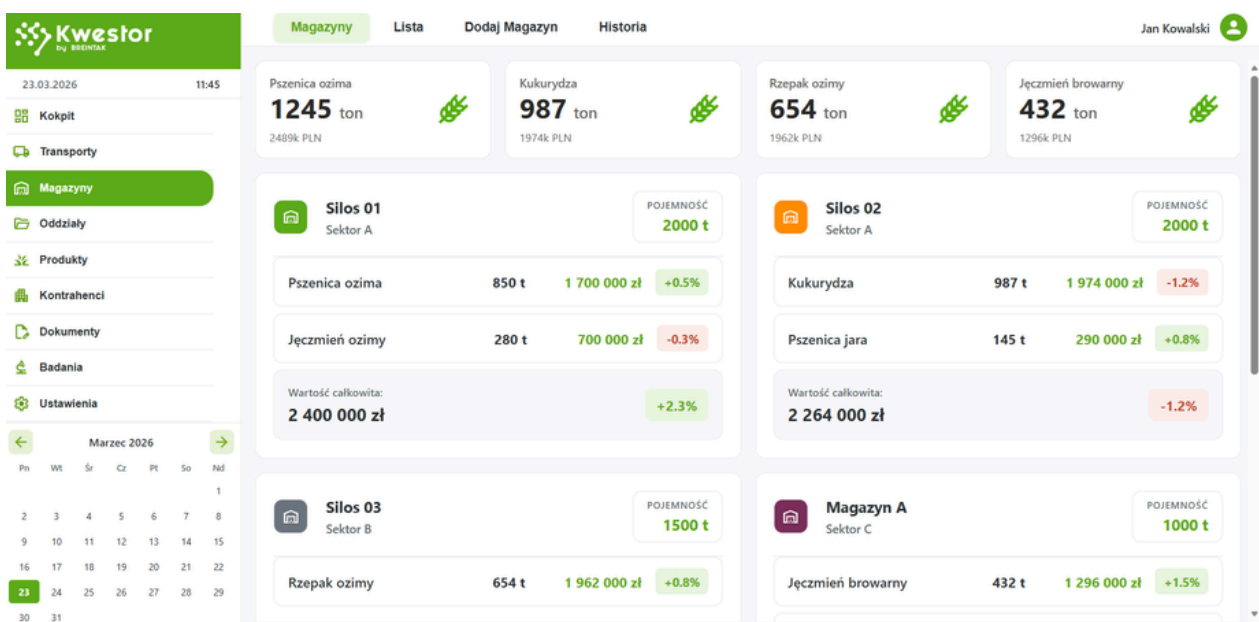 Kwestor
by BREINTAK
Magazyny Lista Dodaj Magazyn Historia
Jan Kowalski
23.03.2026 11:45
Kokpit
Transporty
Magazyny
Oddziały
Produkty
Kontrahenci
Dokumenty
Badania
Ustawienia
Marzec 2026
Pn Wt Śr Cz Pt So Nd
1
2 3 4 5 6 7 8
9 10 11 12 13 14 15
16 17 18 19 20 21 22
23 24 25 26 27 28 29
30 31
Pszenica ozima
1245 ton
2489k PLN
Kukurydza
987 ton
1974k PLN
Rzepak ozimy
654 ton
1962k PLN
Jęczmień browarny
432 ton
1296k PLN
Silos 01
Sektor A
POJEMNOŚĆ
2000 t
Pszenica ozima 850 t 1 700 000 zł +0.5%
Jęczmień ozimy 280 t 700 000 zł -0.3%
Wartość całkowita:
2 400 000 zł +2.3%
Silos 02
Sektor A
POJEMNOŚĆ
2000 t
Kukurydza 987 t 1 974 000 zł -1.2%
Pszenica jara 145 t 290 000 zł +0.8%
Wartość całkowita:
2 264 000 zł -1.2%
Silos 03
Sektor B
POJEMNOŚĆ
1500 t
Rzepak ozimy 654 t 1 962 000 zł +0.8%
Magazyn A
Sektor C
POJEMNOŚĆ
1000 t
Jęczmień browarny 432 t 1 296 000 zł +1.5%